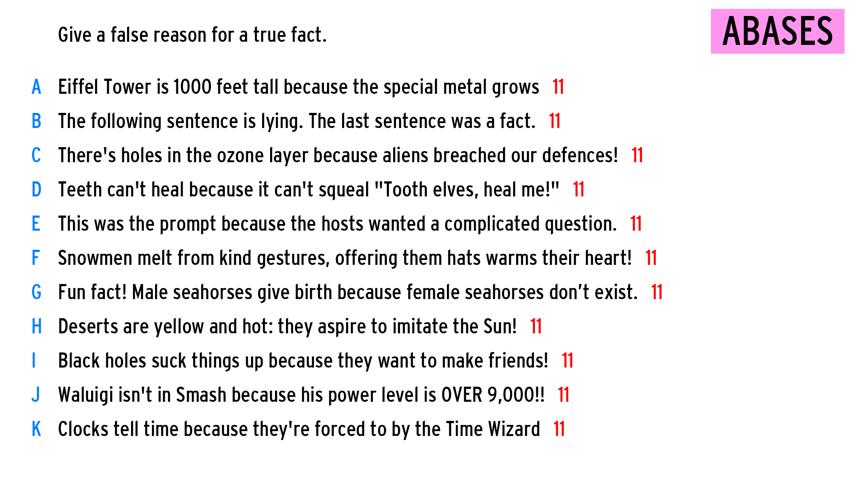 Give a false reason for a true fact.
ABASES
A Eiffel Tower is 1000 feet tall because the special metal grows 11
B The following sentence is lying. The last sentence was a fact. 11
C There's holes in the ozone layer because aliens breached our defences! 11
D Teeth can't heal because it can't squeal "Tooth elves, heal me!" 11
E This was the prompt because the hosts wanted a complicated question. 11
F Snowmen melt from kind gestures, offering them hats warms their heart! 11
G Fun fact! Male seahorses give birth because female seahorses don’t exist. 11
H Deserts are yellow and hot: they aspire to imitate the Sun! 11
I Black holes suck things up because they want to make friends! 11
J Waluigi isn't in Smash because his power level is OVER 9,000!! 11
K Clocks tell time because they're forced to by the Time Wizard 11